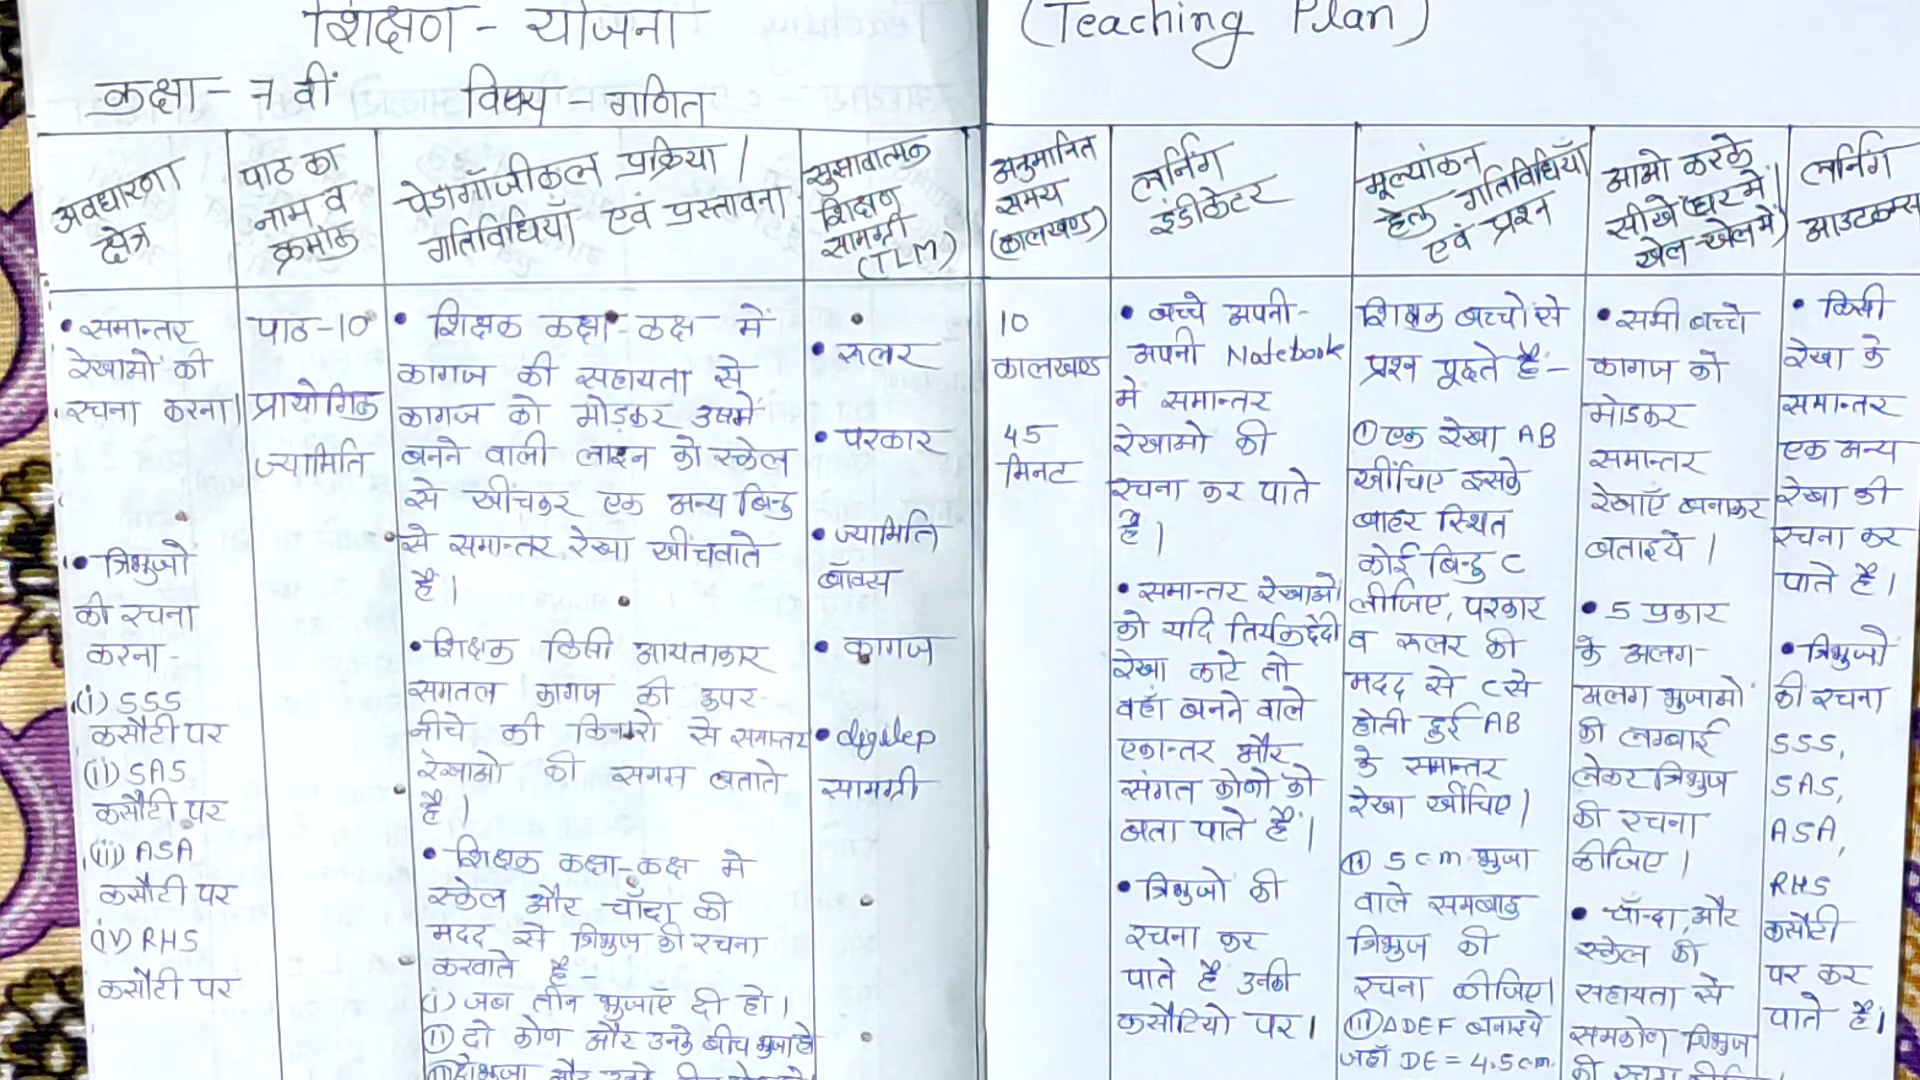 शिक्षण - योजना (Teaching Plan)
कक्षा - 7 वीं विषय - गणित
अवधारणा
क्षेत्र
पाठ का
नाम व
क्रमांक
पेडागॉजीकल प्रक्रिया /
गतिविधियाँ एवं प्रस्तावना
सुझावात्मक
शिक्षण
सामग्री
(TLM)
अनुमानित
समय
(कालखण्ड)
लर्निंग
इंडीकेटर
मूल्यांकन
हेतु गतिविधियाँ
एवं प्रश्न
आओ करके
सीखे (घर में/
खेल-खेल में)
लर्निंग
आउटकम्स
• समान्तर
रेखाओ की
रचना करना।
• त्रिभुजो
की रचना
करना -
(i) SSS
कसौटी पर
(ii) SAS
कसौटी पर
(iii) ASA
कसौटी पर
(iv) RHS
कसौटी पर
पाठ-10
प्रायोगिक
ज्यामिति
• शिक्षक कक्षा कक्ष में
कागज की सहायता से
कागज को मोड़कर उसमें
बनने वाली लाइन को स्केल
से खींचकर एक अन्य बिन्दु
से समान्तर रेखा खींचवाते
है।
• शिक्षक किसी आयताकार
समतल कागज की ऊपर-
नीचे की किनारो से समान्तर
रेखाओ की समझ बताते
है।
• शिक्षक कक्षा-कक्ष मे
स्केल और चाँदा की
मदद से त्रिभुज की रचना
करवाते है -
(i) जब तीन भुजाएँ दी हो।
(ii) दो कोण और उनके बीच भुजा हो
• रूलर
• परकार
• ज्यामिति
बॉक्स
• कागज
• digilep
सामग्री
10
कालखण्ड
45
मिनट
• बच्चे अपनी-
अपनी Notebook
मे समान्तर
रेखाओ की
रचना कर पाते
है।
• समान्तर रेखाओ
को यदि तिर्यक छेदी
रेखा काटे तो
वहाँ बनने वाले
एकान्तर और
संगत कोणो को
बता पाते है।
• त्रिभुजो की
रचना कर
पाते है उनकी
कसौटियो पर।
शिक्षक बच्चो से
प्रश्न पूछते है -
(i) एक रेखा AB
खींचिए इसके
बाहर स्थित
कोई बिन्दु C
लीजिए, परकार
व रूलर की
मदद से C से
होती हुई AB
के समान्तर
रेखा खींचिए।
(ii) 5 cm भुजा
वाले समबाहु
त्रिभुज की
रचना कीजिए।
(iii) ΔDEF बनाइये
जहाँ DE = 4.5 cm.
• सभी बच्चे
कागज को
मोडकर
समान्तर
रेखाएँ बनाकर
बताइये।
• 5 प्रकार
के अलग-
अलग भुजाओ
की लम्बाई
लेकर त्रिभुज
की रचना
कीजिए।
• चाँन्दा, और
स्केल की
सहायता से
समकोण त्रिभुज
की रचना कीजिए।
• किसी
रेखा के
समान्तर
एक अन्य
रेखा की
रचना कर
पाते है।
• त्रिभुजो
की रचना
SSS,
SAS,
ASA,
RHS
कसौटी
पर कर
पाते है।